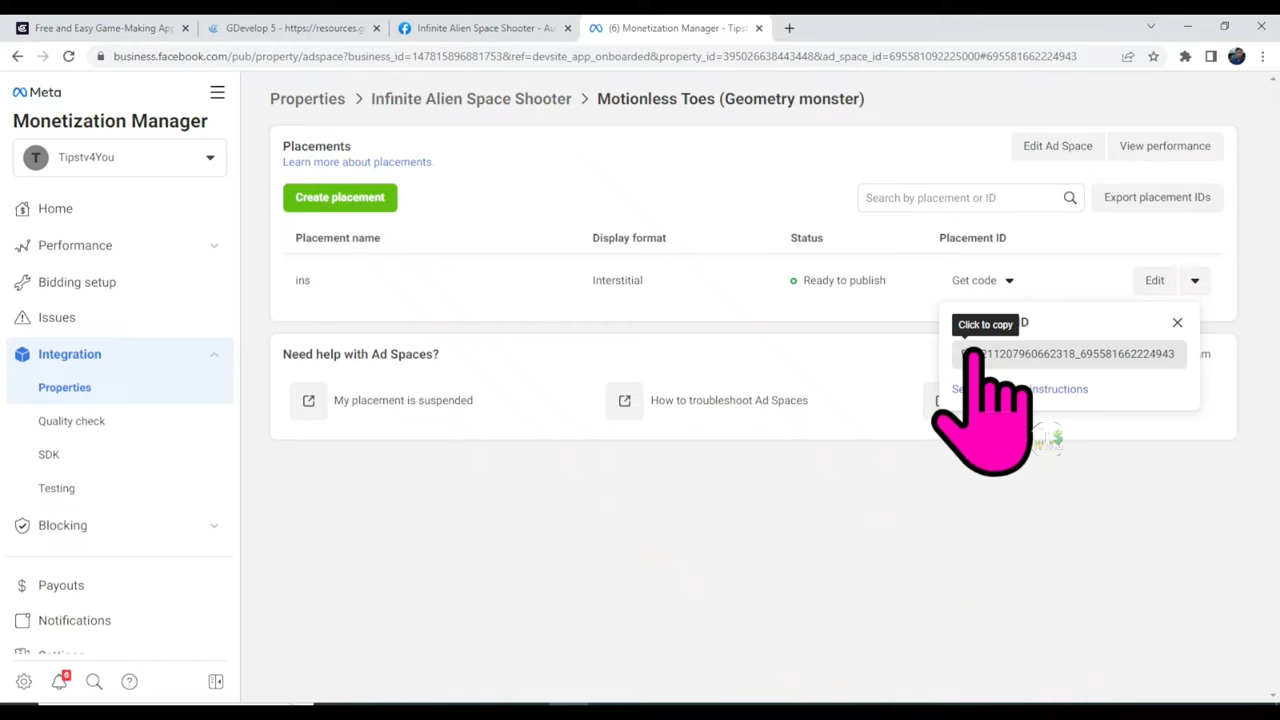 Free and Easy Game-Making App
GDevelop 5 - https://resources.g
Infinite Alien Space Shooter - Au
(6) Monetization Manager - Tipst
business.facebook.com/pub/property/adspace?business_id=147815896881753&ref=devsite_app_onboarded&property_id=395026638443448&ad_space_id=695581092225000#695581662224943
Meta
Monetization Manager
T
Tipstv4You
Home
Performance
Bidding setup
Issues
Integration
Properties
Quality check
SDK
Testing
Blocking
Payouts
Notifications
6
Properties > Infinite Alien Space Shooter > Motionless Toes (Geometry monster)
Placements
Learn more about placements.
Edit Ad Space
View performance
Create placement
Search by placement or ID
Export placement IDs
Placement name
Display format
Status
Placement ID
ins
Interstitial
Ready to publish
Get code
Edit
Click to copy
D
211207960662318_695581662224943
instructions
Need help with Ad Spaces?
My placement is suspended
How to troubleshoot Ad Spaces